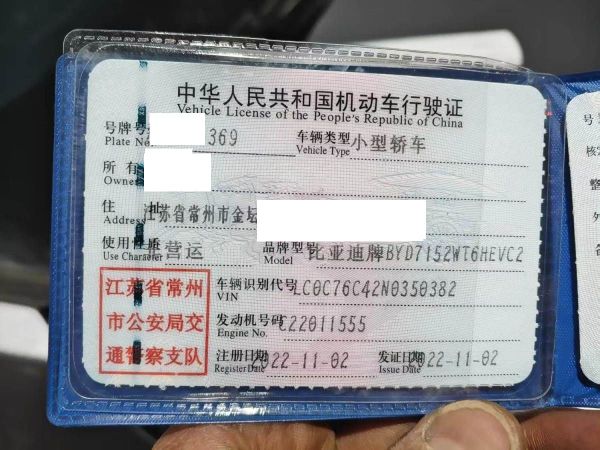 中华人民共和国机动车行驶证
Vehicle License of the People's Republic of China
号牌号 369 车辆类型 小型轿车
Plate No Vehicle Type
所有
Owne
住 址 江苏省常州市金坛
Address
使用性质 营运 品牌型号 比亚迪牌BYD7152WT6HEVC2
Use Character Model
江苏省常州
市公安局交
通警察支队
车辆识别代号 LC0C76C42N0350382
VIN
发动机号码 C22011555
Engine No.
注册日期 2022-11-02 发证日期 2022-11-02
Register Date Issue Date